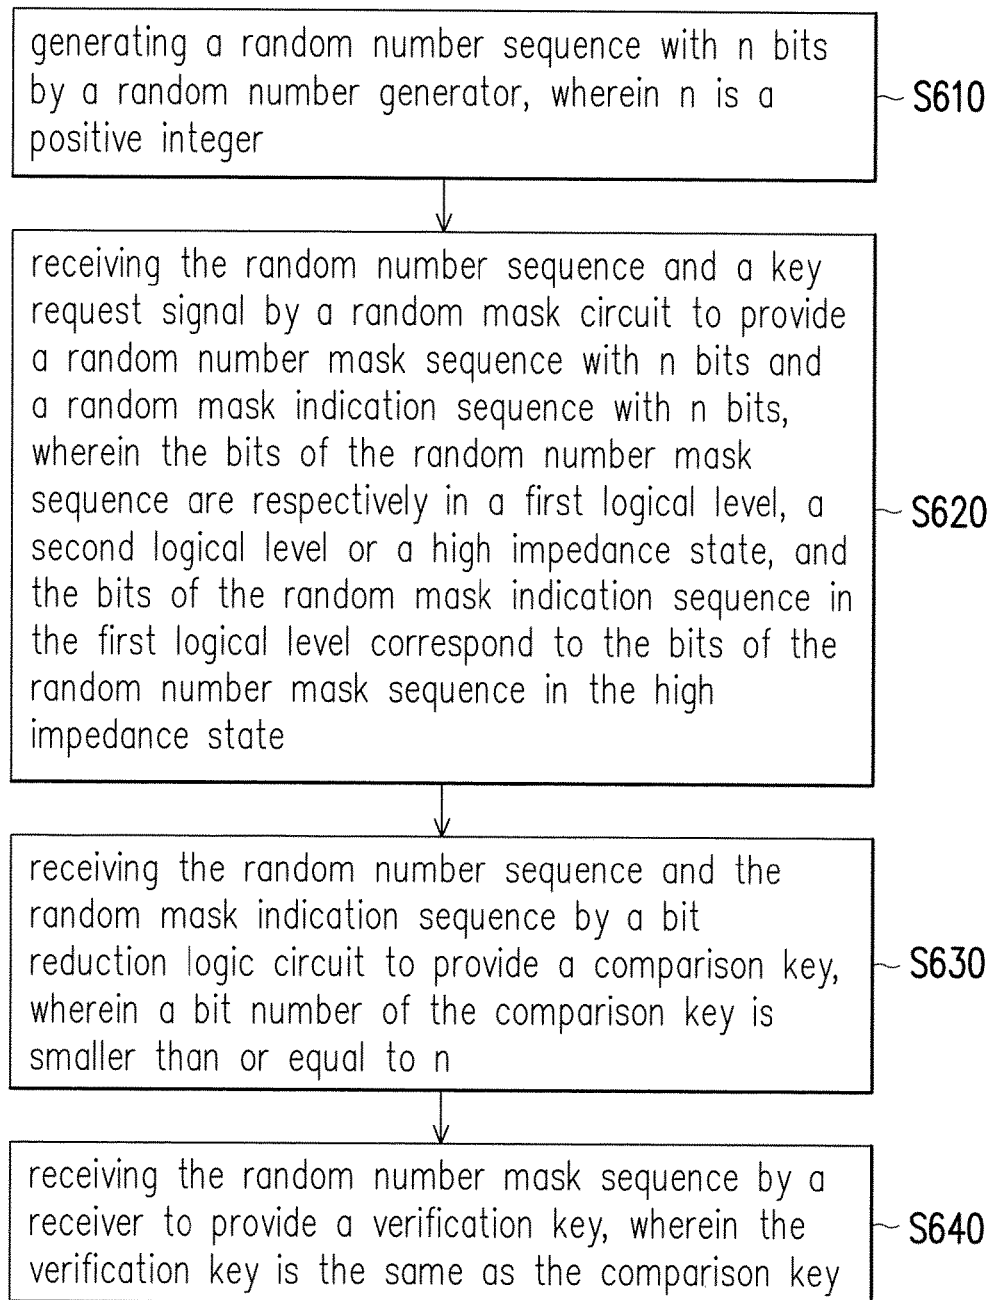 generating a random number sequence with n bits
by a random number generator, wherein n is a
positive integer
S610
receiving the random number sequence and a key
request signal by a random mask circuit to provide
a random number mask sequence with n bits and
a random mask indication sequence with n bits,
wherein the bits of the random number mask
sequence are respectively in a first logical level, a
second logical level or a high impedance state, and
the bits of the random mask indication sequence in
the first logical level correspond to the bits of the
random number mask sequence in the high
impedance state
S620
receiving the random number sequence and the
random mask indication sequence by a bit
reduction logic circuit to provide a comparison key,
wherein a bit number of the comparison key is
smaller than or equal to n
S630
receiving the random number mask sequence by a
receiver to provide a verification key, wherein the
verification key is the same as the comparison key
S640